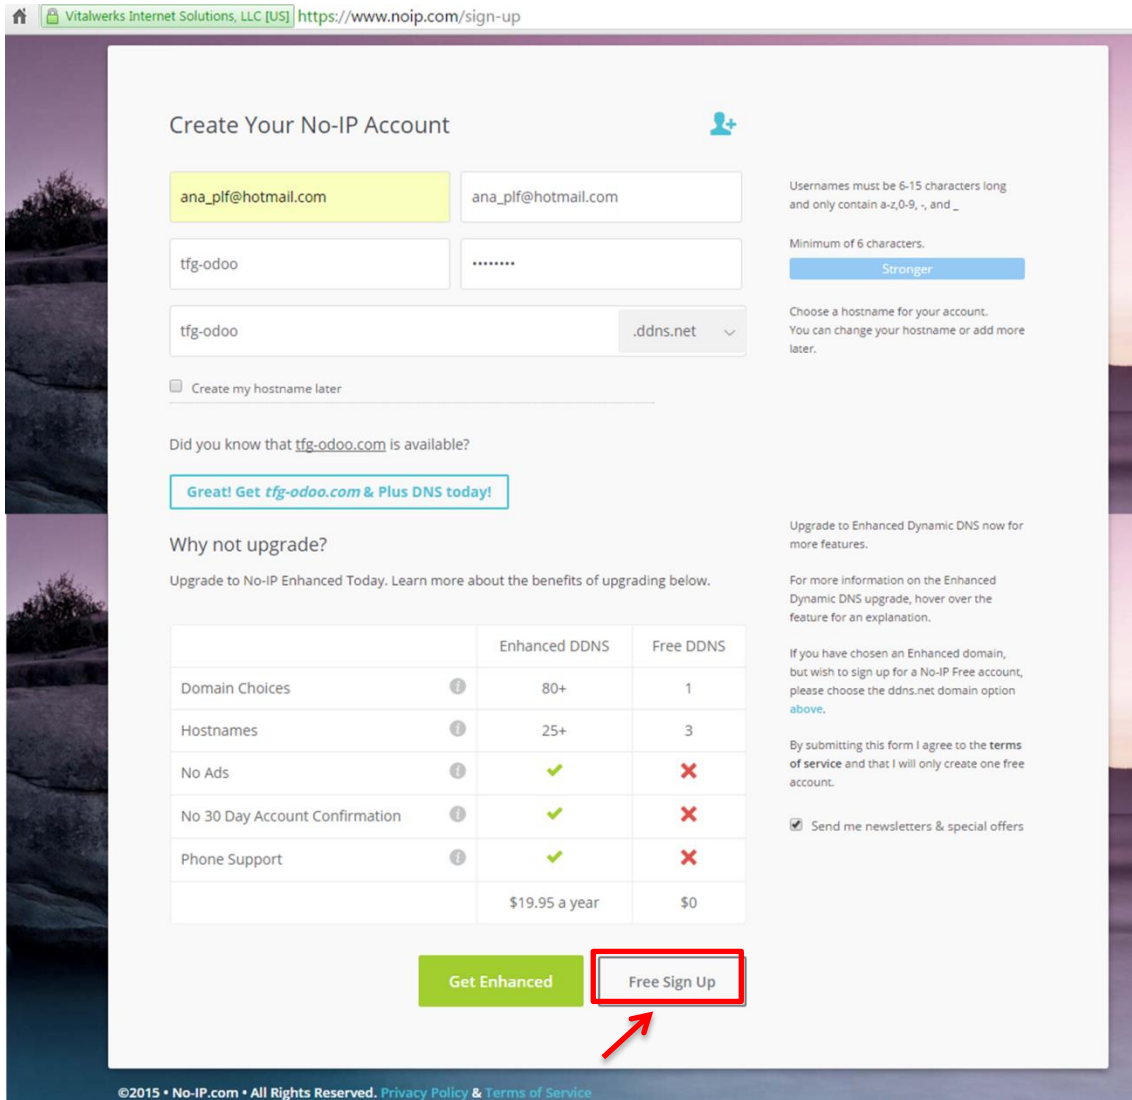 Vitalwerks Internet Solutions, LLC [US] https://www.noip.com/sign-up
Create Your No-IP Account
ana_plf@hotmail.com ana_plf@hotmail.com
Usernames must be 6-15 characters long
and only contain a-z,0-9, -, and _
tfg-odoo ••••••••
Minimum of 6 characters.
Stronger
tfg-odoo .ddns.net
Choose a hostname for your account.
You can change your hostname or add more
later.
Create my hostname later
Did you know that tfg-odoo.com is available?
Great! Get tfg-odoo.com & Plus DNS today!
Why not upgrade?
Upgrade to No-IP Enhanced Today. Learn more about the benefits of upgrading below.
Upgrade to Enhanced Dynamic DNS now for
more features.
For more information on the Enhanced
Dynamic DNS upgrade, hover over the
feature for an explanation.
If you have chosen an Enhanced domain,
but wish to sign up for a No-IP Free account,
please choose the ddns.net domain option
above.
By submitting this form I agree to the terms
of service and that I will only create one free
account.
Send me newsletters & special offers
Enhanced DDNS Free DDNS
Domain Choices 80+ 1
Hostnames 25+ 3
No Ads
No 30 Day Account Confirmation
Phone Support
$19.95 a year $0
Get Enhanced Free Sign Up
©2015 • No-IP.com • All Rights Reserved. Privacy Policy & Terms of Service